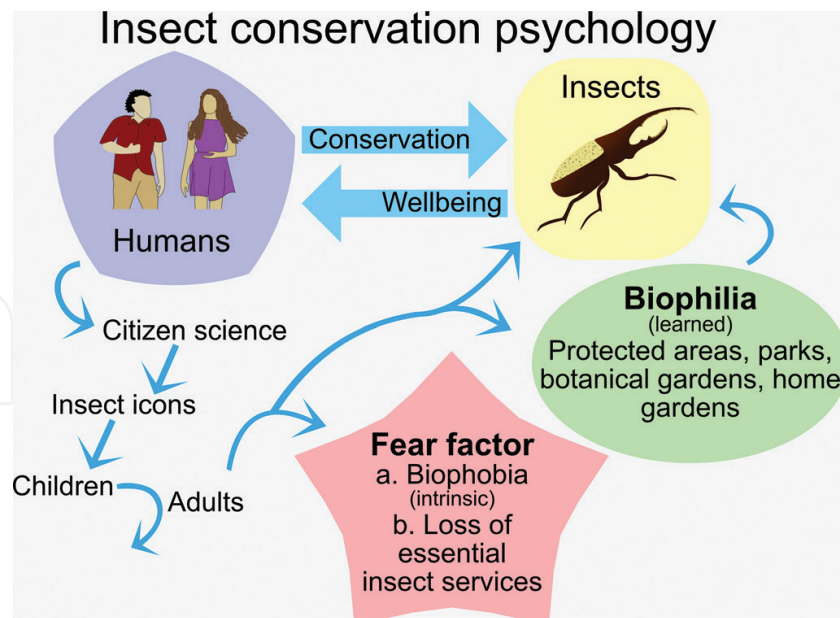 Insect conservation psychology
Humans
Conservation
Wellbeing
Insects
Citizen science
Insect icons
Children
Adults
Fear factor
a. Biophobia
(intrinsic)
b. Loss of
essential
insect services
Biophilia
(learned)
Protected areas, parks,
botanical gardens, home
gardens